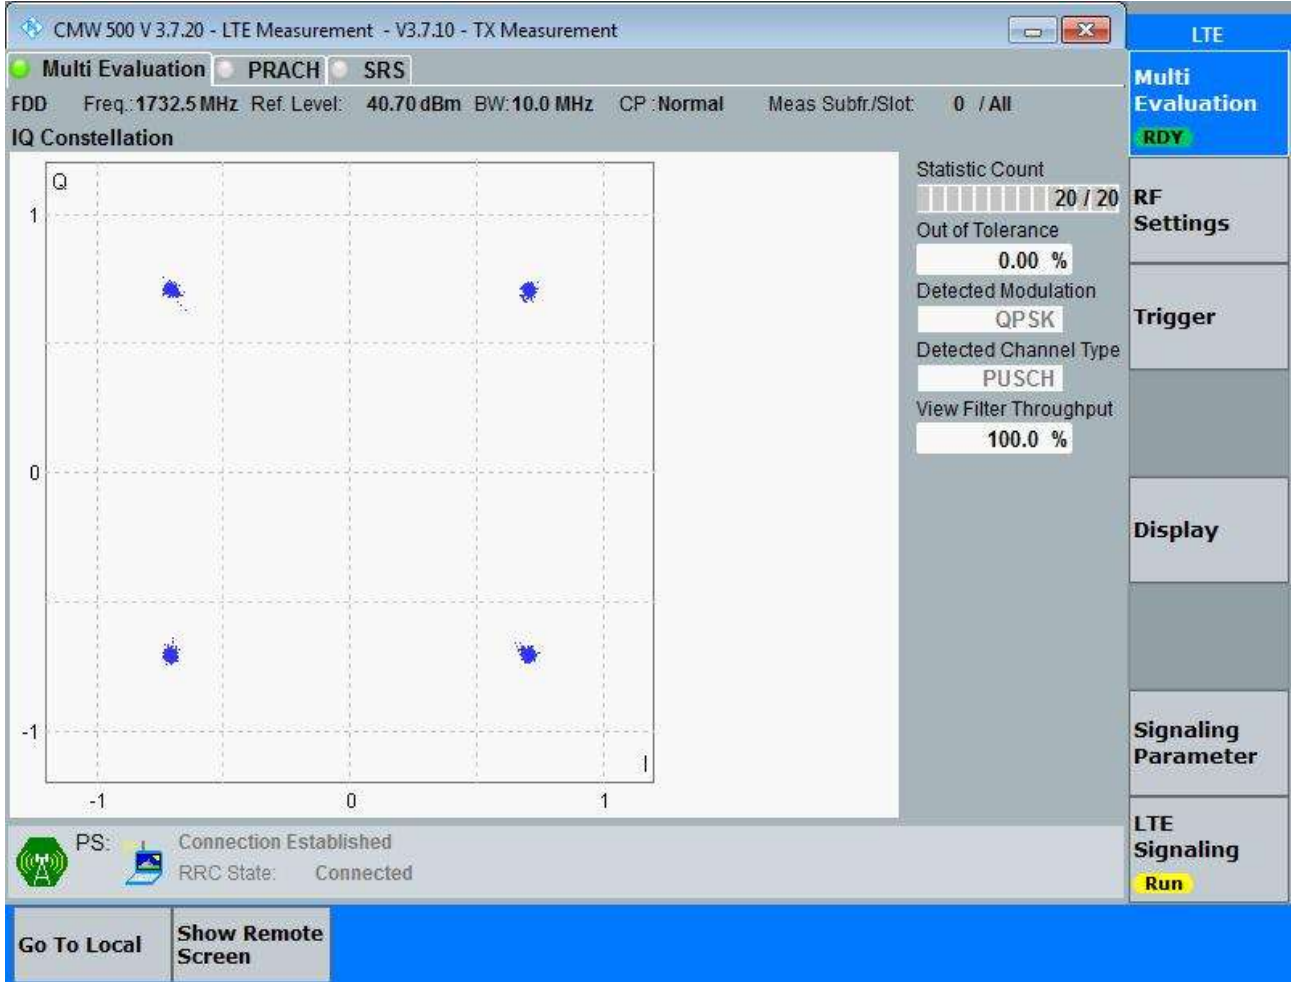 CMW 500 V 3.7.20 - LTE Measurement - V3.7.10 - TX Measurement
LTE
Multi Evaluation PRACH SRS
FDD Freq.: 1732.5 MHz Ref. Level: 40.70 dBm BW: 10.0 MHz CP : Normal Meas Subfr./Slot: 0 / All
IQ Constellation
Q
1
0
-1
I
-1 0 1
Statistic Count
20 / 20
Out of Tolerance
0.00 %
Detected Modulation
QPSK
Detected Channel Type
PUSCH
View Filter Throughput
100.0 %
Multi
Evaluation
RDY
RF
Settings
Trigger
Display
Signaling
Parameter
LTE
Signaling
Run
PS: Connection Established
RRC State: Connected
Go To Local
Show Remote
Screen